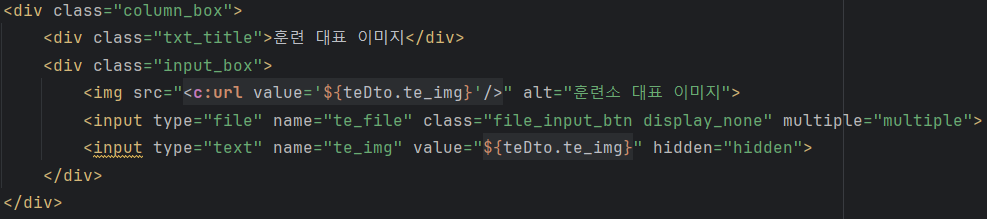 <div class="column_box">
<div class="txt_title">훈련 대표 이미지</div>
<div class="input_box">
<img src="<c:url value='${teDto.te_img}'/>" alt="훈련소 대표 이미지">
<input type="file" name="te_file" class="file_input_btn display_none" multiple="multiple">
<input type="text" name="te_img" value="${teDto.te_img}" hidden="hidden">
</div>
</div>